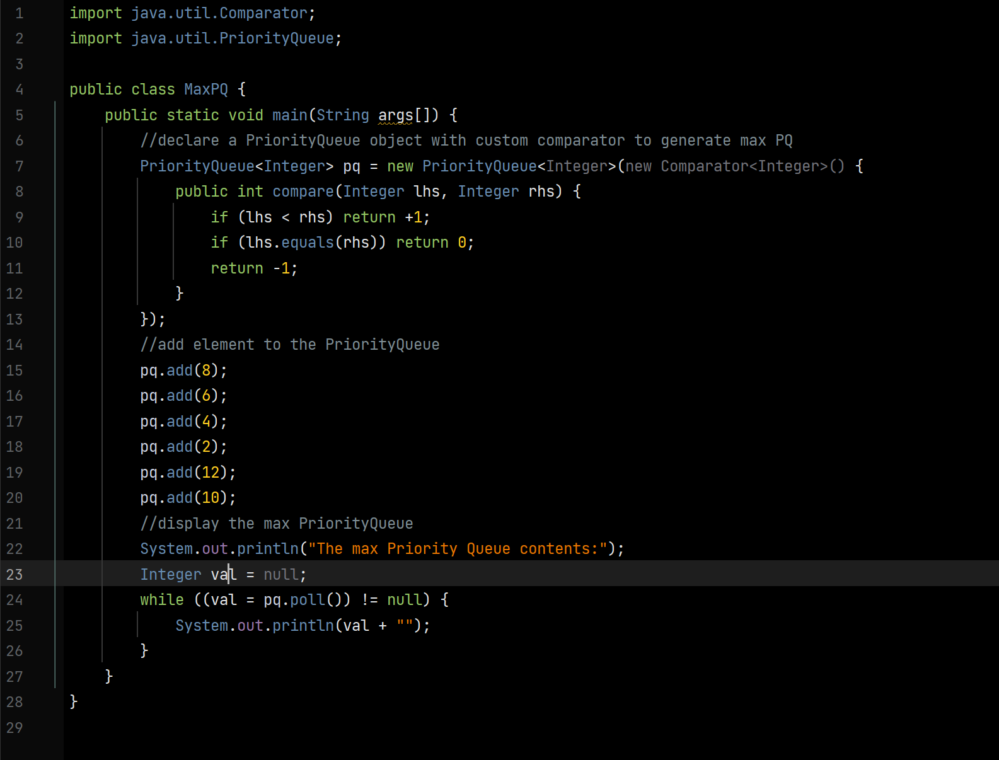 1 import java.util.Comparator;
2 import java.util.PriorityQueue;
3
4 public class MaxPQ {
5     public static void main(String args[]) {
6         //declare a PriorityQueue object with custom comparator to generate max PQ
7         PriorityQueue<Integer> pq = new PriorityQueue<Integer>(new Comparator<Integer>() {
8             public int compare(Integer lhs, Integer rhs) {
9                 if (lhs < rhs) return +1;
10                 if (lhs.equals(rhs)) return 0;
11                 return -1;
12             }
13         });
14         //add element to the PriorityQueue
15         pq.add(8);
16         pq.add(6);
17         pq.add(4);
18         pq.add(2);
19         pq.add(12);
20         pq.add(10);
21         //display the max PriorityQueue
22         System.out.println("The max Priority Queue contents:");
23         Integer val = null;
24         while ((val = pq.poll()) != null) {
25             System.out.println(val + "");
26         }
27     }
28 }
29